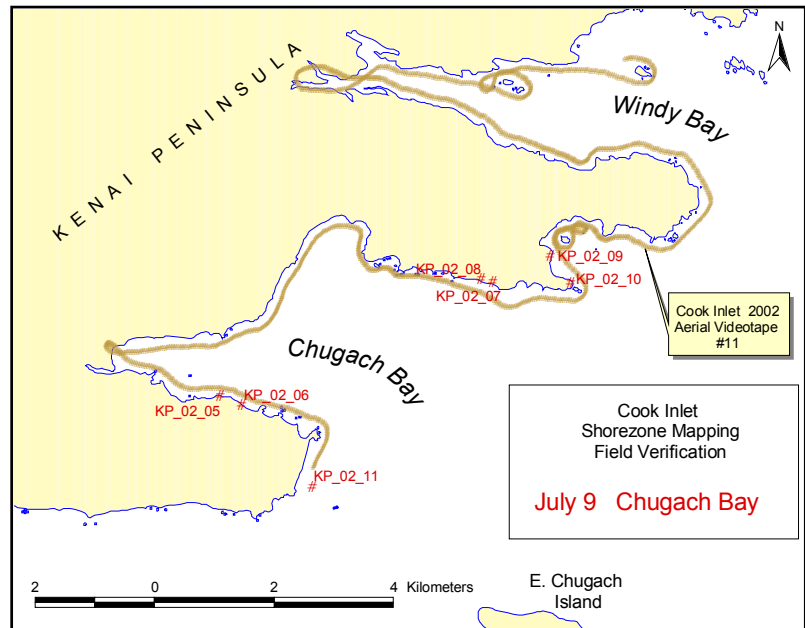 N
KENAI PENINSULA
Windy Bay
KP_02_09
KP_02_08
KP_02_10
KP_02_07
Cook Inlet 2002
Aerial Videotape
#11
Chugach Bay
KP_02_06
KP_02_05
Cook Inlet
Shorezone Mapping
Field Verification
July 9 Chugach Bay
KP_02_11
2 0 2 4 Kilometers
E. Chugach
Island